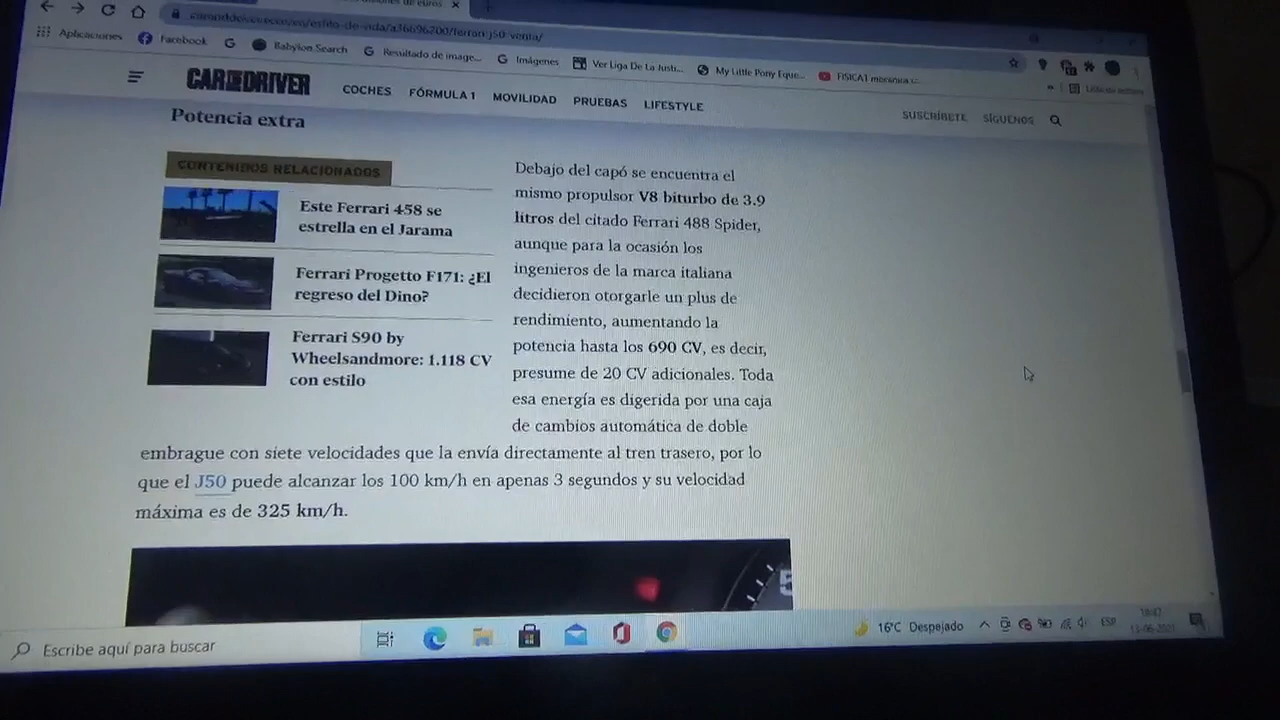 Aplicaciones
Facebook
Babylon Search
Resultado de image...
Imágenes
Ver Liga De La Justi...
My Little Pony Eque...
CAR AND DRIVER
COCHES
FÓRMULA 1
MOVILIDAD
PRUEBAS
LIFESTYLE
SUSCRÍBETE
SÍGUENOS
Potencia extra
CONTENIDOS RELACIONADOS
Este Ferrari 458 se
estrella en el Jarama
Ferrari Progetto F171: ¿El
regreso del Dino?
Ferrari S90 by
Wheelsandmore: 1.118 CV
con estilo
Debajo del capó se encuentra el
mismo propulsor V8 biturbo de 3.9
litros del citado Ferrari 488 Spider,
aunque para la ocasión los
ingenieros de la marca italiana
decidieron otorgarle un plus de
rendimiento, aumentando la
potencia hasta los 690 CV, es decir,
presume de 20 CV adicionales. Toda
esa energía es digerida por una caja
de cambios automática de doble
embrague con siete velocidades que la envía directamente al tren trasero, por lo
que el J50 puede alcanzar los 100 km/h en apenas 3 segundos y su velocidad
máxima es de 325 km/h.
Escribe aquí para buscar
16°C Despejado
ESP
18:47